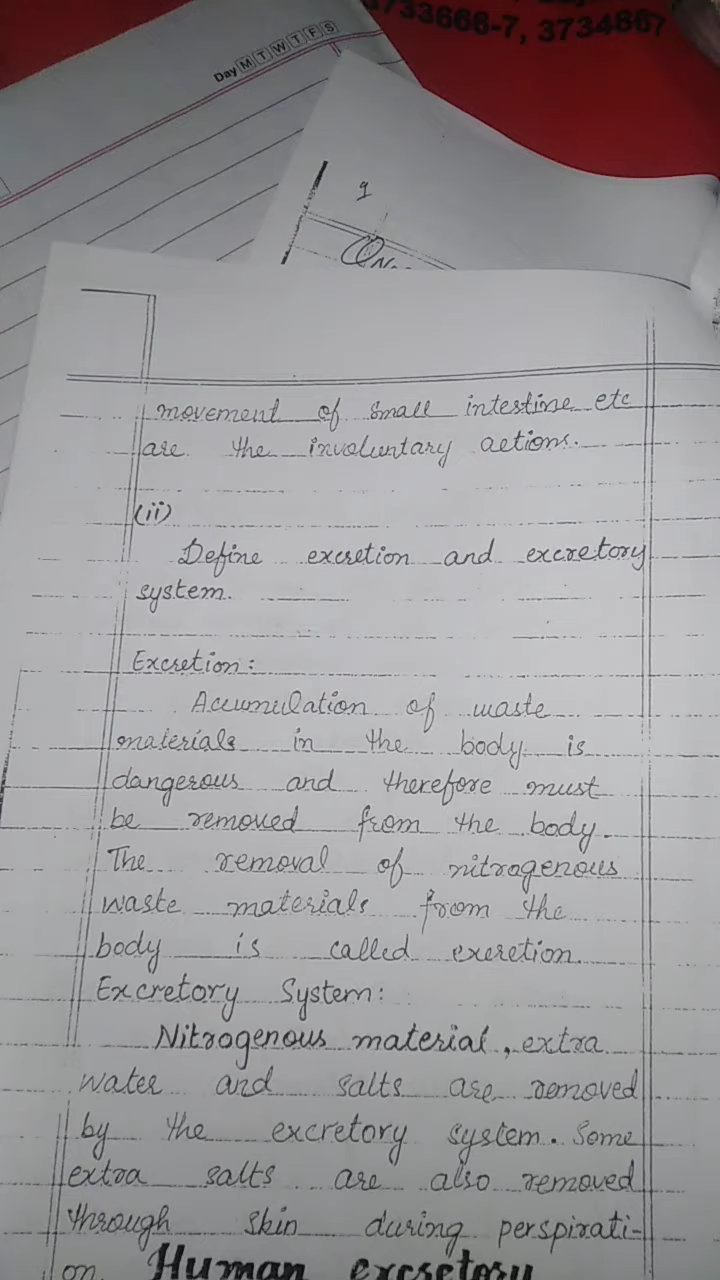 3733666-7, 3734867
Day M T W T F S
9
movement of small intestine etc
are the involuntary actions.
(ii)
Define excretion and excretory
system.
Excretion:
Accumulation of waste
materials in the body is
dangerous and therefore must
be removed from the body.
The removal of nitrogenous
waste materials from the
body is called excretion.
Excretory System:
Nitrogenous material, extra
water and salts are removed
by the excretory system. Some
extra salts are also removed
through skin during perspirati-
on. Human excretory